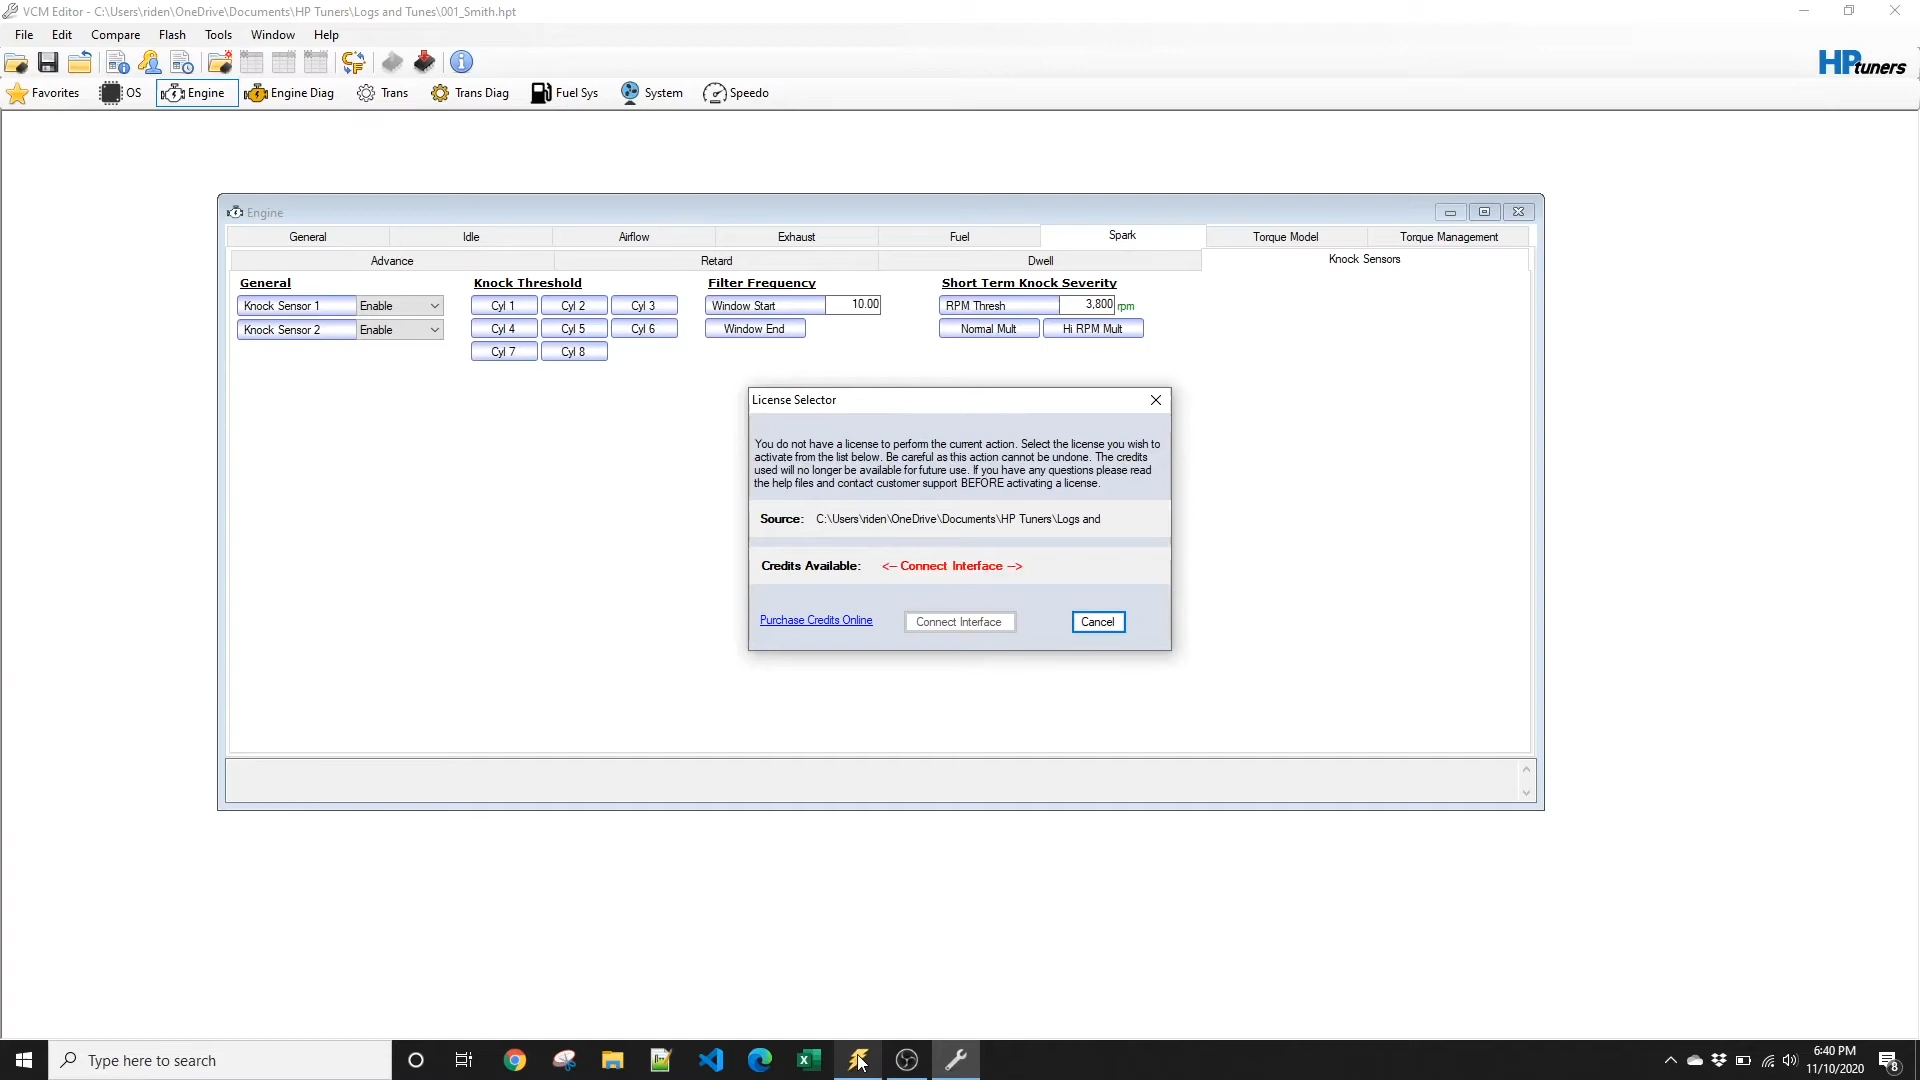 VCM Editor - C:\Users\riden\OneDrive\Documents\HP Tuners\Logs and Tunes\001_Smith.hpt
File Edit Compare Flash Tools Window Help
HPtuners
Favorites OS Engine Engine Diag Trans Trans Diag Fuel Sys System Speedo
Engine
General Idle Airflow Exhaust Fuel Spark Torque Model Torque Management
Advance Retard Dwell Knock Sensors
General Knock Threshold Filter Frequency Short Term Knock Severity
Knock Sensor 1 Enable Cyl 1 Cyl 2 Cyl 3 Window Start 10.00 RPM Thresh 3,800 rpm
Knock Sensor 2 Enable Cyl 4 Cyl 5 Cyl 6 Window End Normal Mult Hi RPM Mult
Cyl 7 Cyl 8
License Selector
You do not have a license to perform the current action. Select the license you wish to
activate from the list below. Be careful as this action cannot be undone. The credits
used will no longer be available for future use. If you have any questions please read
the help files and contact customer support BEFORE activating a license.
Source: C:\Users\riden\OneDrive\Documents\HP Tuners\Logs and
Credits Available: <-- Connect Interface -->
Purchase Credits Online Connect Interface Cancel
Type here to search
6:40 PM
11/10/2020
8